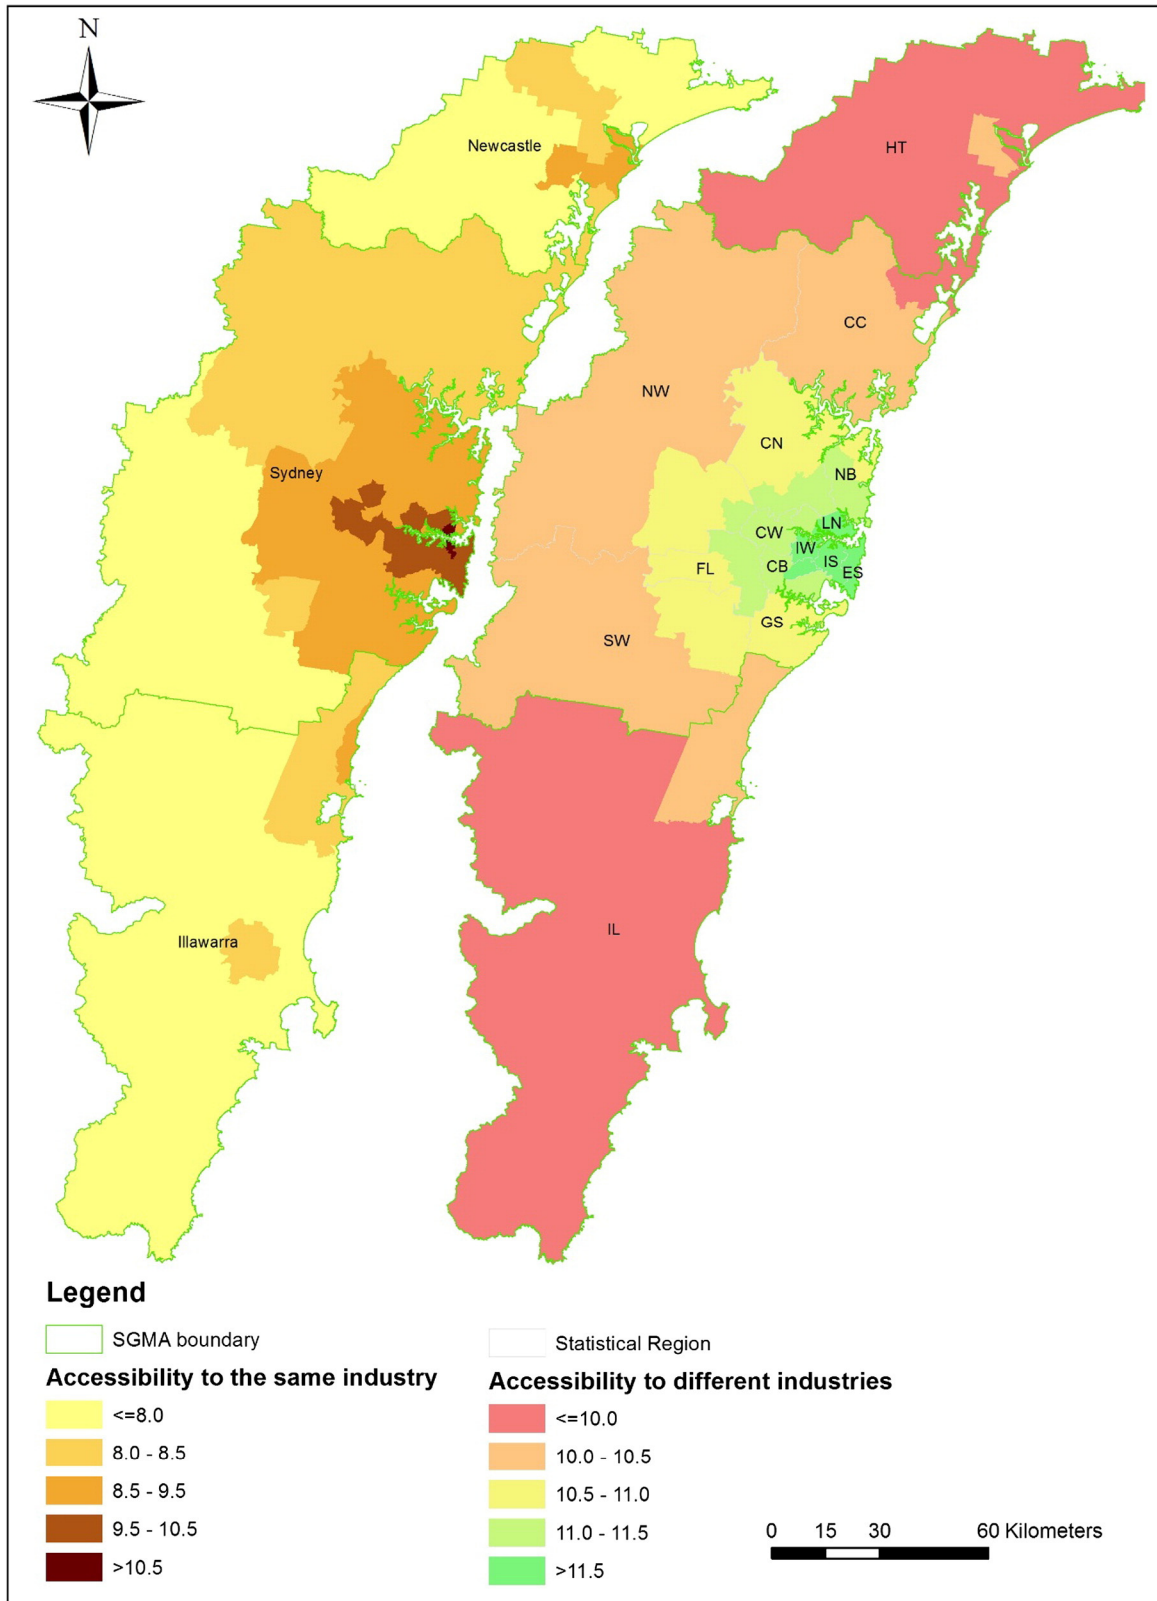 N
Newcastle
HT
CC
NW
CN
NB
Sydney
LN
CW
IW
IS
CB
FL
ES
GS
SW
IL
Illawarra
Legend
SGMA boundary
Statistical Region
Accessibility to the same industry
<=8.0
8.0 - 8.5
8.5 - 9.5
9.5 - 10.5
>10.5
Accessibility to different industries
<=10.0
10.0 - 10.5
10.5 - 11.0
11.0 - 11.5
>11.5
0 15 30 60 Kilometers